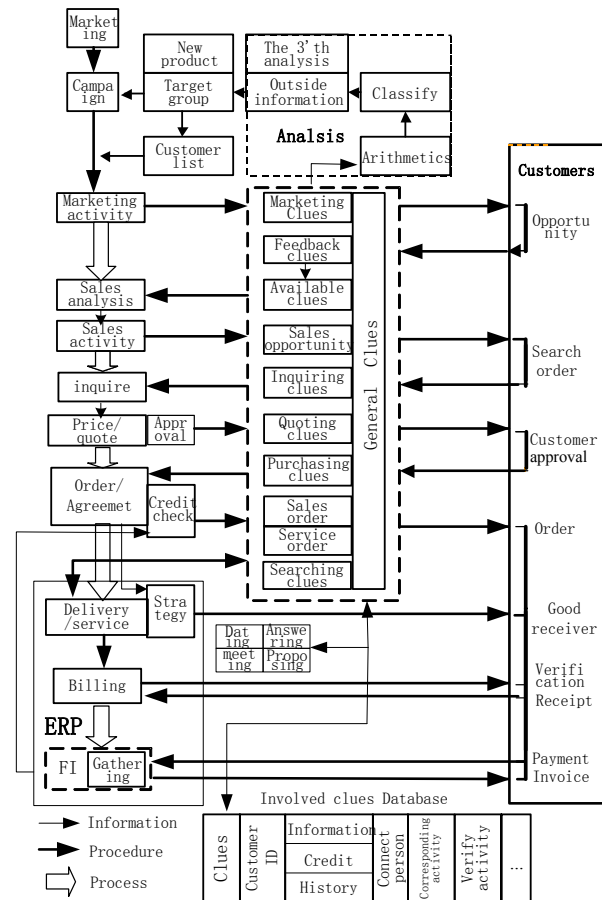 Market
ing
New
product
The 3'th
analysis
Campa
ign
Target
group
Outside
information
Classify
Analsis
Customer
list
Arithmetics
Customers
Marketing
activity
Marketing
Clues
Opportu
nity
Feedback
clues
Sales
analysis
Available
clues
Sales
activity
Sales
opportunity
Search
order
inquire
Inquiring
clues
General Clues
Price/
quote
Appr
oval
Quoting
clues
Customer
approval
Purchasing
clues
Order/
Agreemet
Credit
check
Sales
order
Order
Service
order
Searching
clues
Delivery
/service
Stra
tegy
Good
receiver
Dat
ing
Answe
ring
meet
ing
Propo
sing
Billing
Verifi
cation
Receipt
ERP
FI
Gather
ing
Payment
Invoice
Involved clues Database
Information
Procedure
Process
Clues
Customer
ID
Information
Credit
History
Connect
person
Corresponding
activity
Verify
activity
...